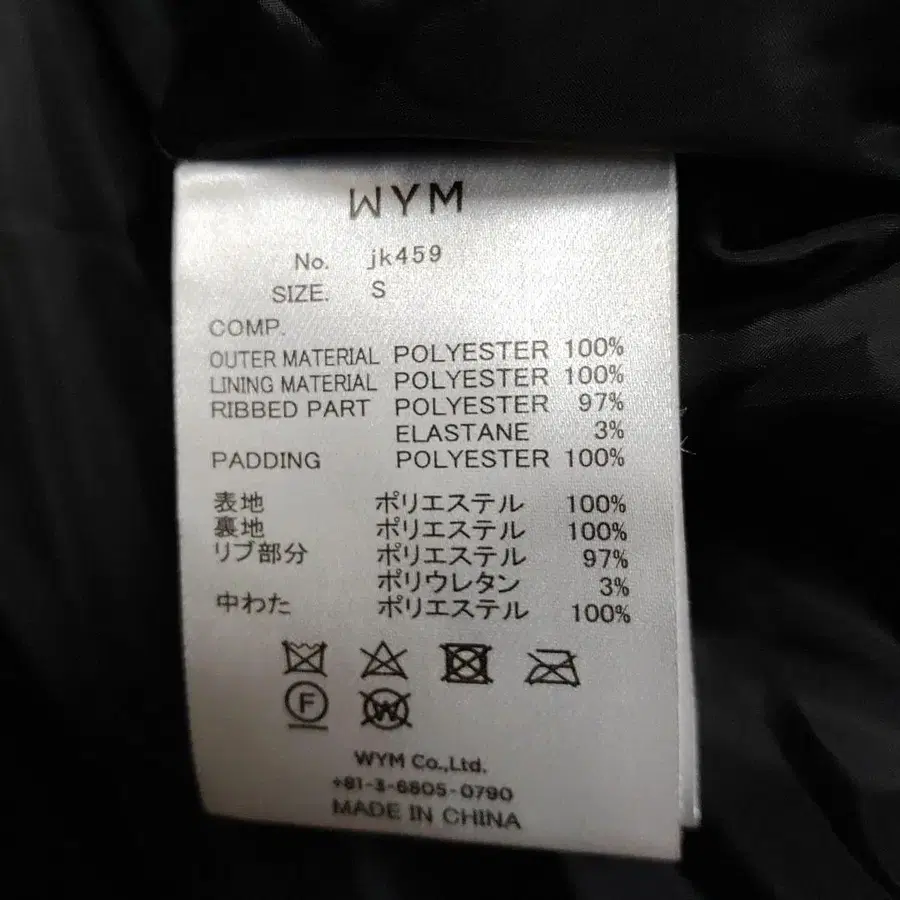 WYM
No. jk459
SIZE. S
COMP.
OUTER MATERIAL POLYESTER 100%
LINING MATERIAL POLYESTER 100%
RIBBED PART POLYESTER 97%
ELASTANE 3%
PADDING POLYESTER 100%
表地 ポリエステル 100%
裏地 ポリエステル 100%
リブ部分 ポリエステル 97%
ポリウレタン 3%
中わた ポリエステル 100%
F W
WYM Co.,Ltd.
+81-3-6805-0790
MADE IN CHINA